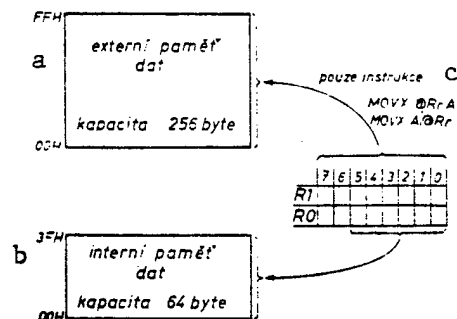 FFH
a
externí paměť
dat
kapacita 256 byte
00H
c
pouze instrukce
MOVX @Rr A
MOVX A,@Rr
7 6 5 4 3 2 1 0
R1
R0
3FH
b
interní paměť
dat
kapacita 64 byte
00H